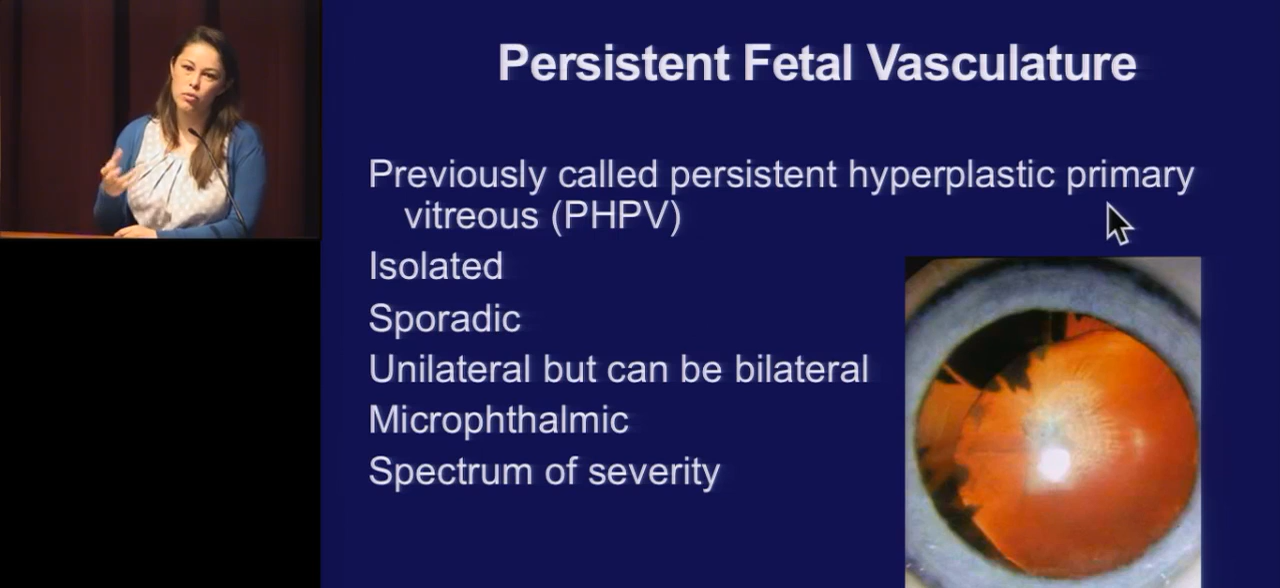 Persistent Fetal Vasculature
Previously called persistent hyperplastic primary
vitreous (PHPV)
Isolated
Sporadic
Unilateral but can be bilateral
Microphthalmic
Spectrum of severity